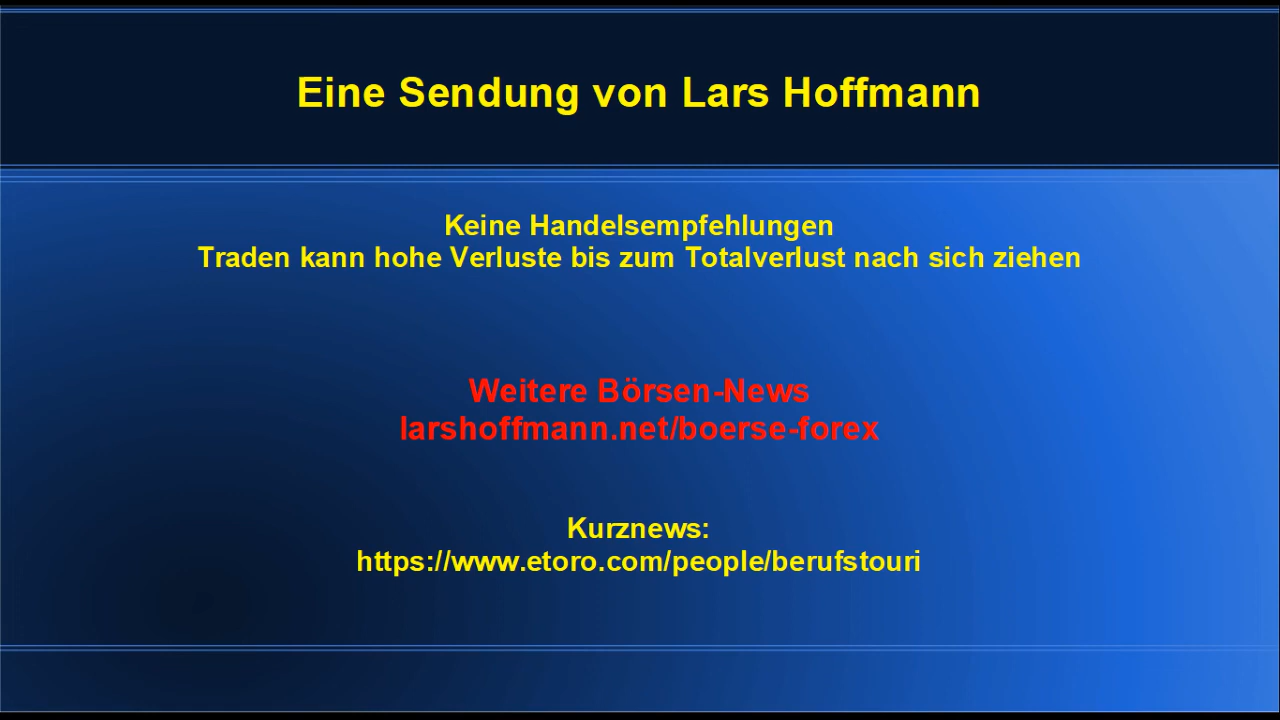 Eine Sendung von Lars Hoffmann
Keine Handelsempfehlungen
Traden kann hohe Verluste bis zum Totalverlust nach sich ziehen
Weitere Börsen-News
larshoffmann.net/boerse-forex
Kurznews:
https://www.etoro.com/people/berufstouri